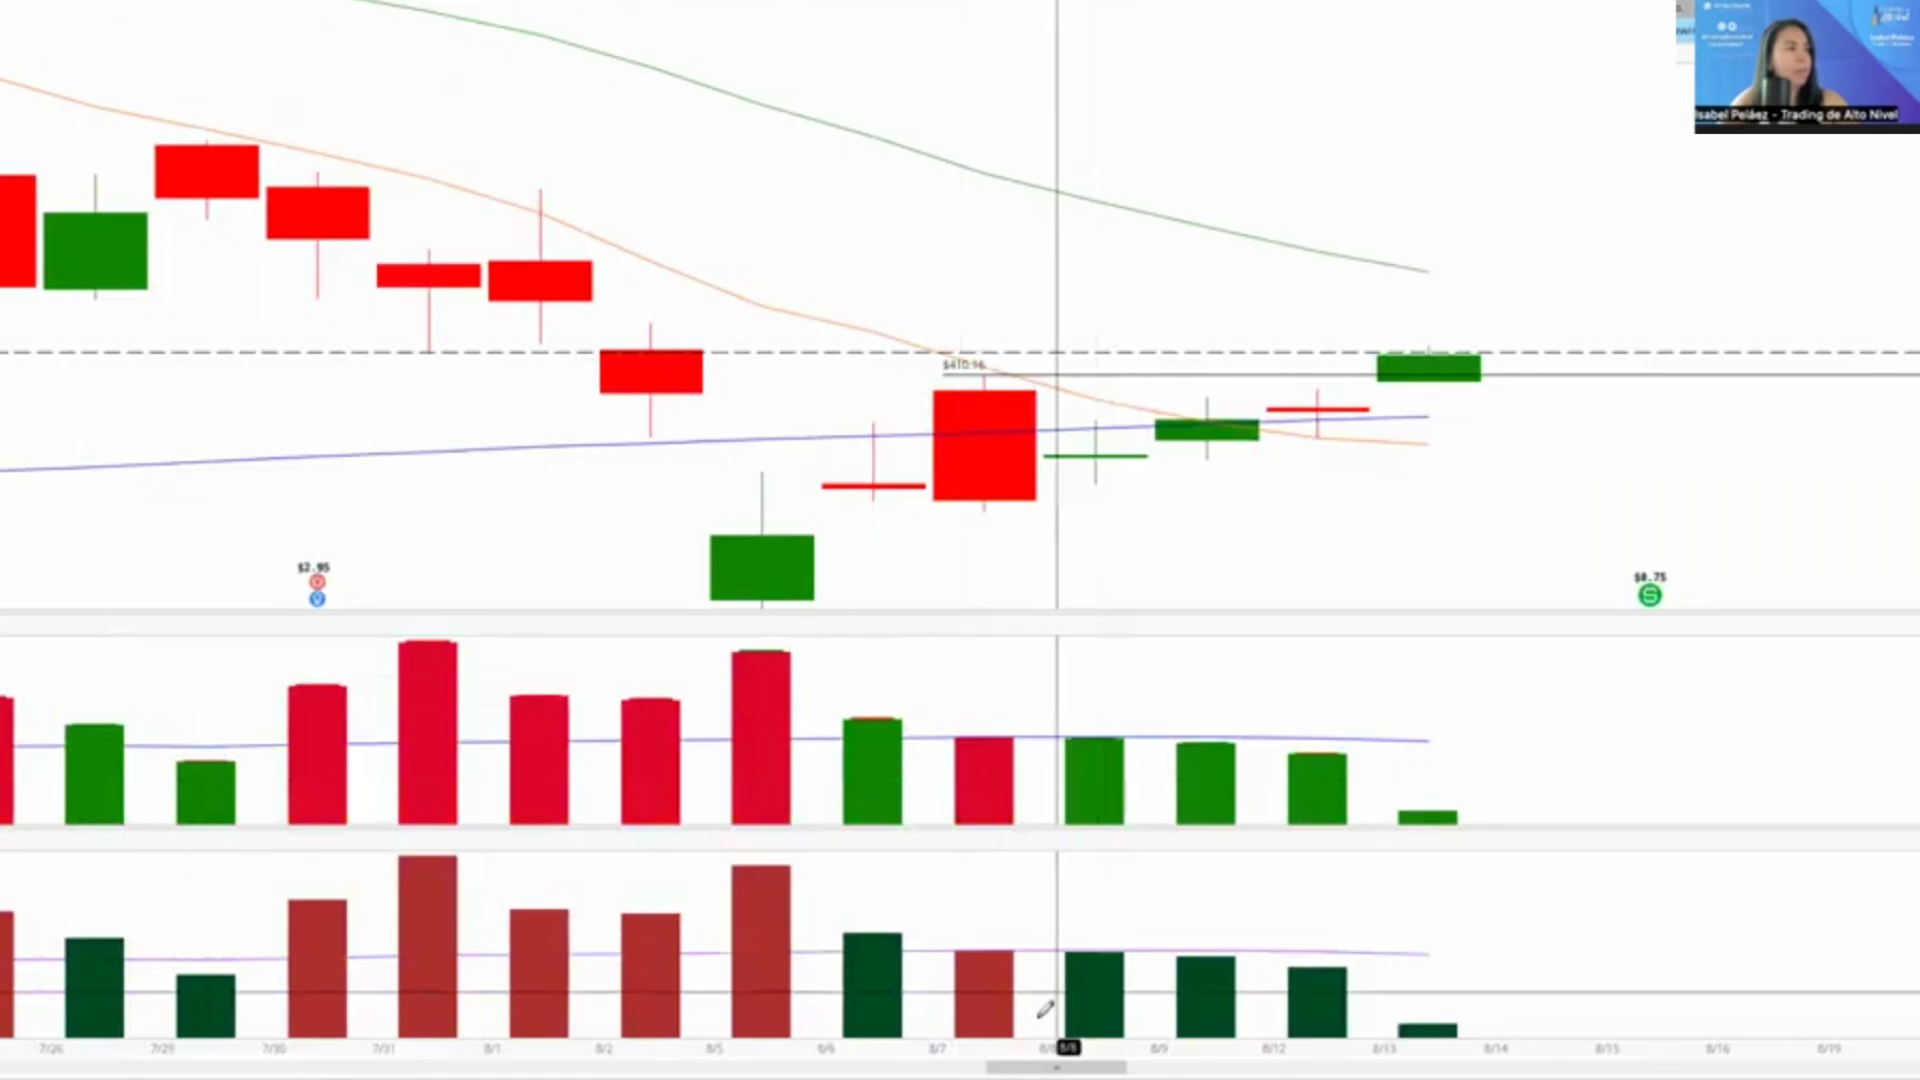 Isabel Peláez - Trading de Alto Nivel
$410.16
$2.95
$0.75
7/26 7/29 7/30 7/31 8/1 8/2 8/5 8/6 8/7 8/8 8/9 8/12 8/13 8/14 8/15 8/16 8/19